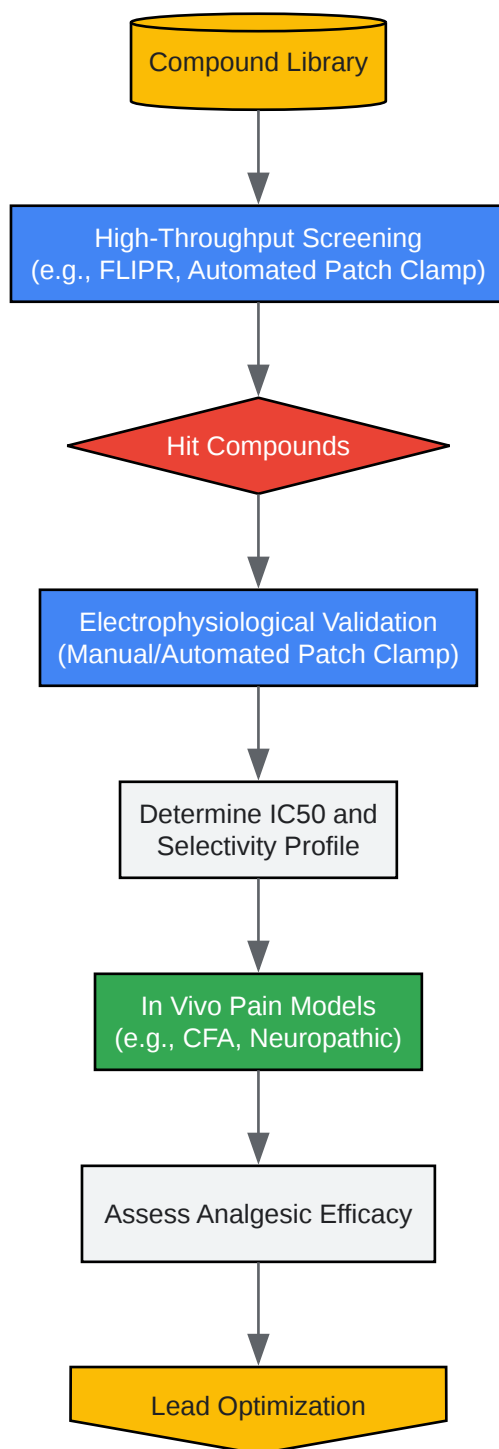 Compound Library
High-Throughput Screening
(e.g., FLIPR, Automated Patch Clamp)
Hit Compounds
Electrophysiological Validation
(Manual/Automated Patch Clamp)
Determine IC50 and
Selectivity Profile
In Vivo Pain Models
(e.g., CFA, Neuropathic)
Assess Analgesic Efficacy
Lead Optimization